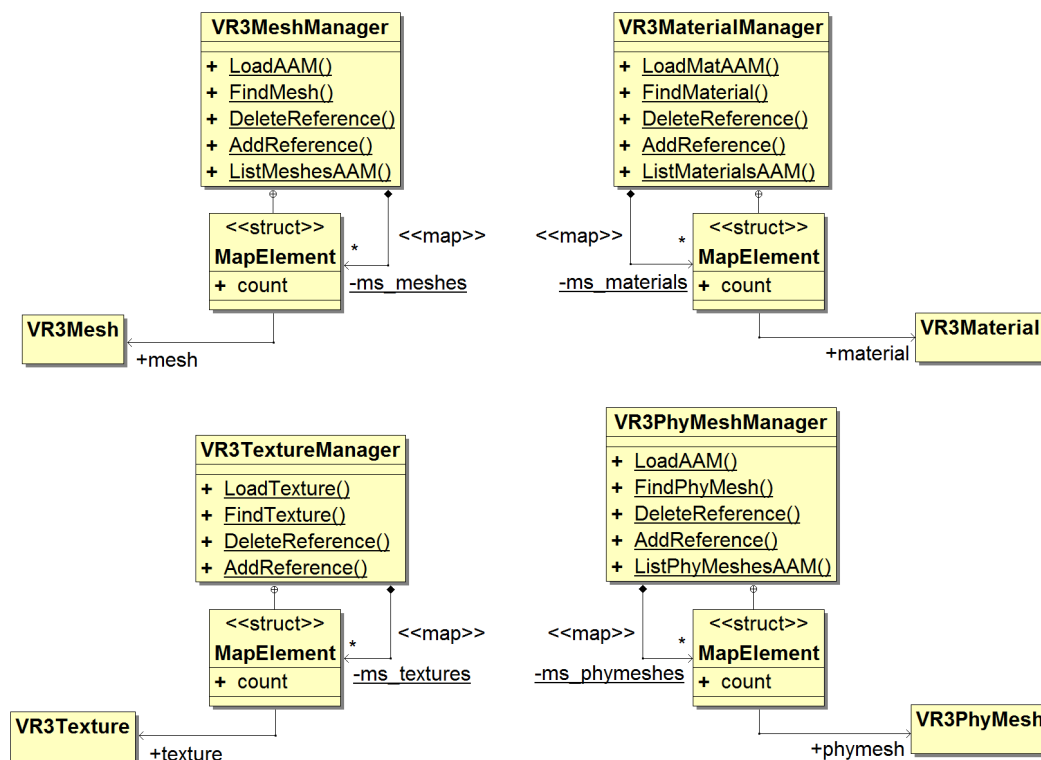 VR3MeshManager
+ LoadAAM()
+ FindMesh()
+ DeleteReference()
+ AddReference()
+ ListMeshesAAM()
<<struct>>
MapElement
+ count
<<map>>
*
-ms_meshes
VR3Mesh
+mesh
VR3MaterialManager
+ LoadMatAAM()
+ FindMaterial()
+ DeleteReference()
+ AddReference()
+ ListMaterialsAAM()
<<map>>
*
-ms_materials
<<struct>>
MapElement
+ count
VR3Material
+material
VR3TextureManager
+ LoadTexture()
+ FindTexture()
+ DeleteReference()
+ AddReference()
<<struct>>
MapElement
+ count
<<map>>
*
-ms_textures
VR3Texture
+texture
VR3PhyMeshManager
+ LoadAAM()
+ FindPhyMesh()
+ DeleteReference()
+ AddReference()
+ ListPhyMeshesAAM()
<<map>>
*
-ms_phymeshes
<<struct>>
MapElement
+ count
VR3PhyMesh
+phymesh